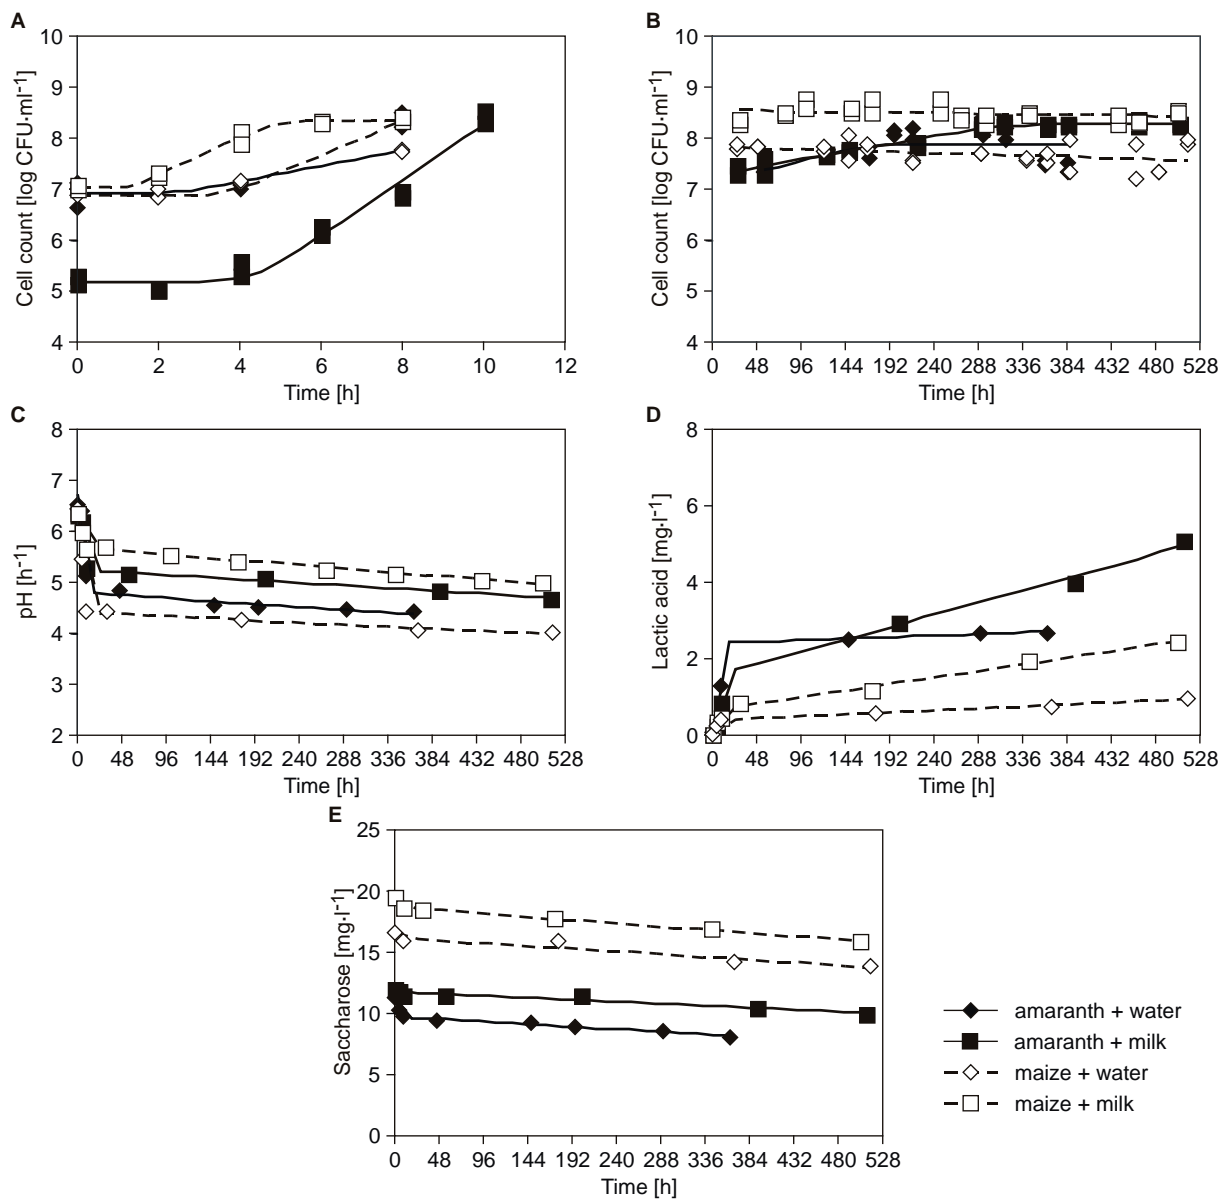 A
Cell count [log CFU·ml⁻¹]
10
9
8
7
6
5
4
0 2 4 6 8 10 12
Time [h]
B
Cell count [log CFU·ml⁻¹]
10
9
8
7
6
5
4
0 48 96 144 192 240 288 336 384 432 480 528
Time [h]
C
pH [h⁻¹]
8
7
6
5
4
3
2
0 48 96 144 192 240 288 336 384 432 480 528
Time [h]
D
Lactic acid [mg·l⁻¹]
8
6
4
2
0
0 48 96 144 192 240 288 336 384 432 480 528
Time [h]
E
Saccharose [mg·l⁻¹]
25
20
15
10
5
0
0 48 96 144 192 240 288 336 384 432 480 528
Time [h]
amaranth + water
amaranth + milk
maize + water
maize + milk